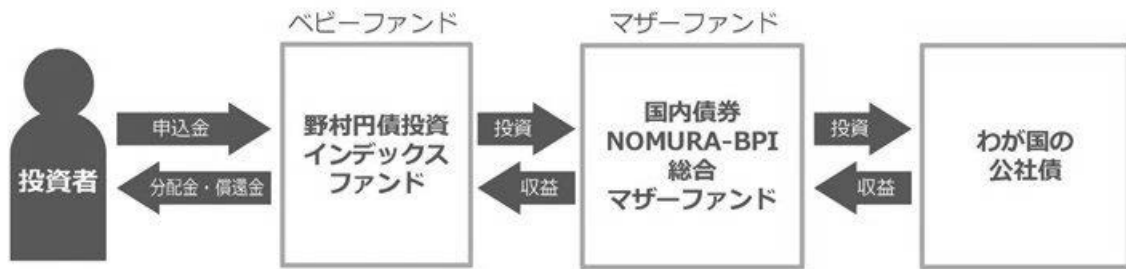 ベビーファンド
マザーファンド
投資者
申込金
分配金・償還金
野村円債投資
インデックス
ファンド
投資
収益
国内債券
NOMURA-BPI
総合
マザーファンド
投資
収益
わが国の
公社債